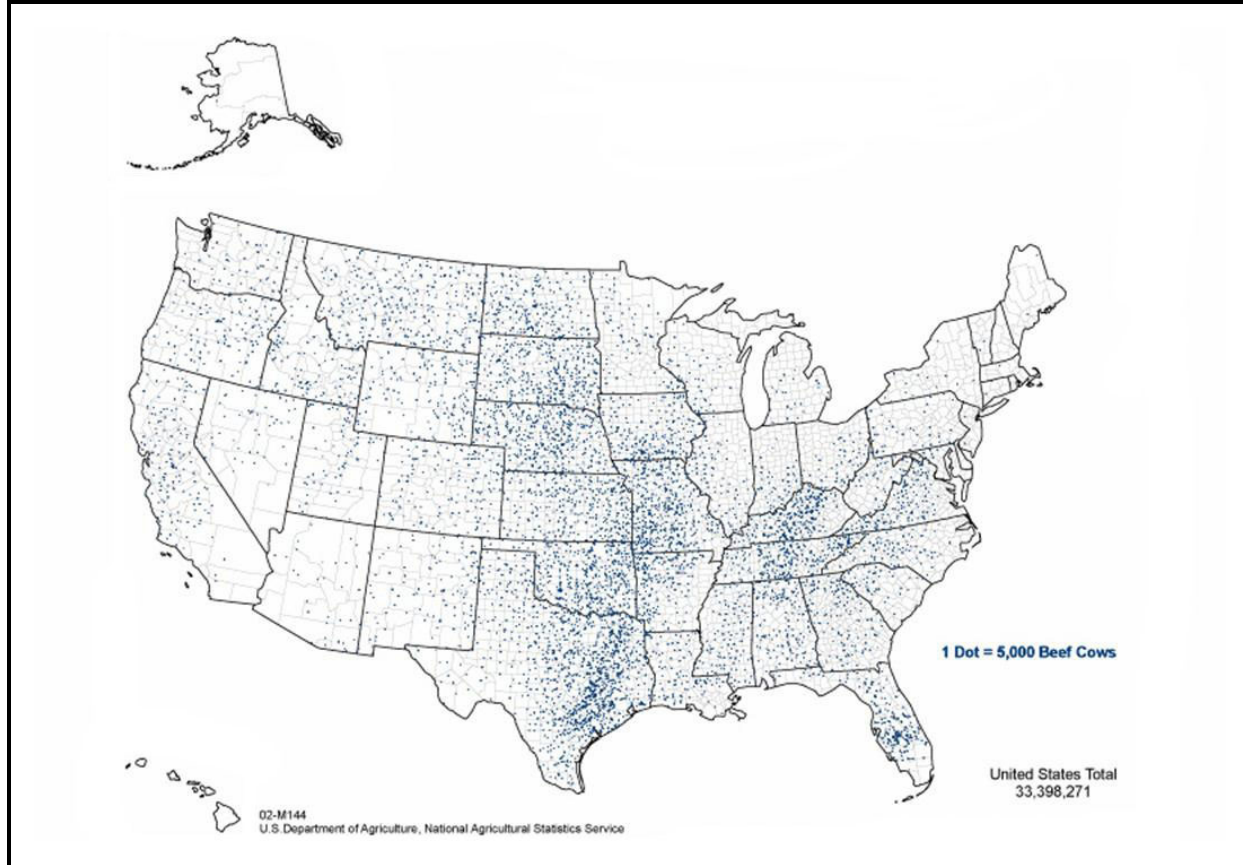 1 Dot = 5,000 Beef Cows
United States Total
33,398,271
02-M144
U.S. Department of Agriculture, National Agricultural Statistics Service